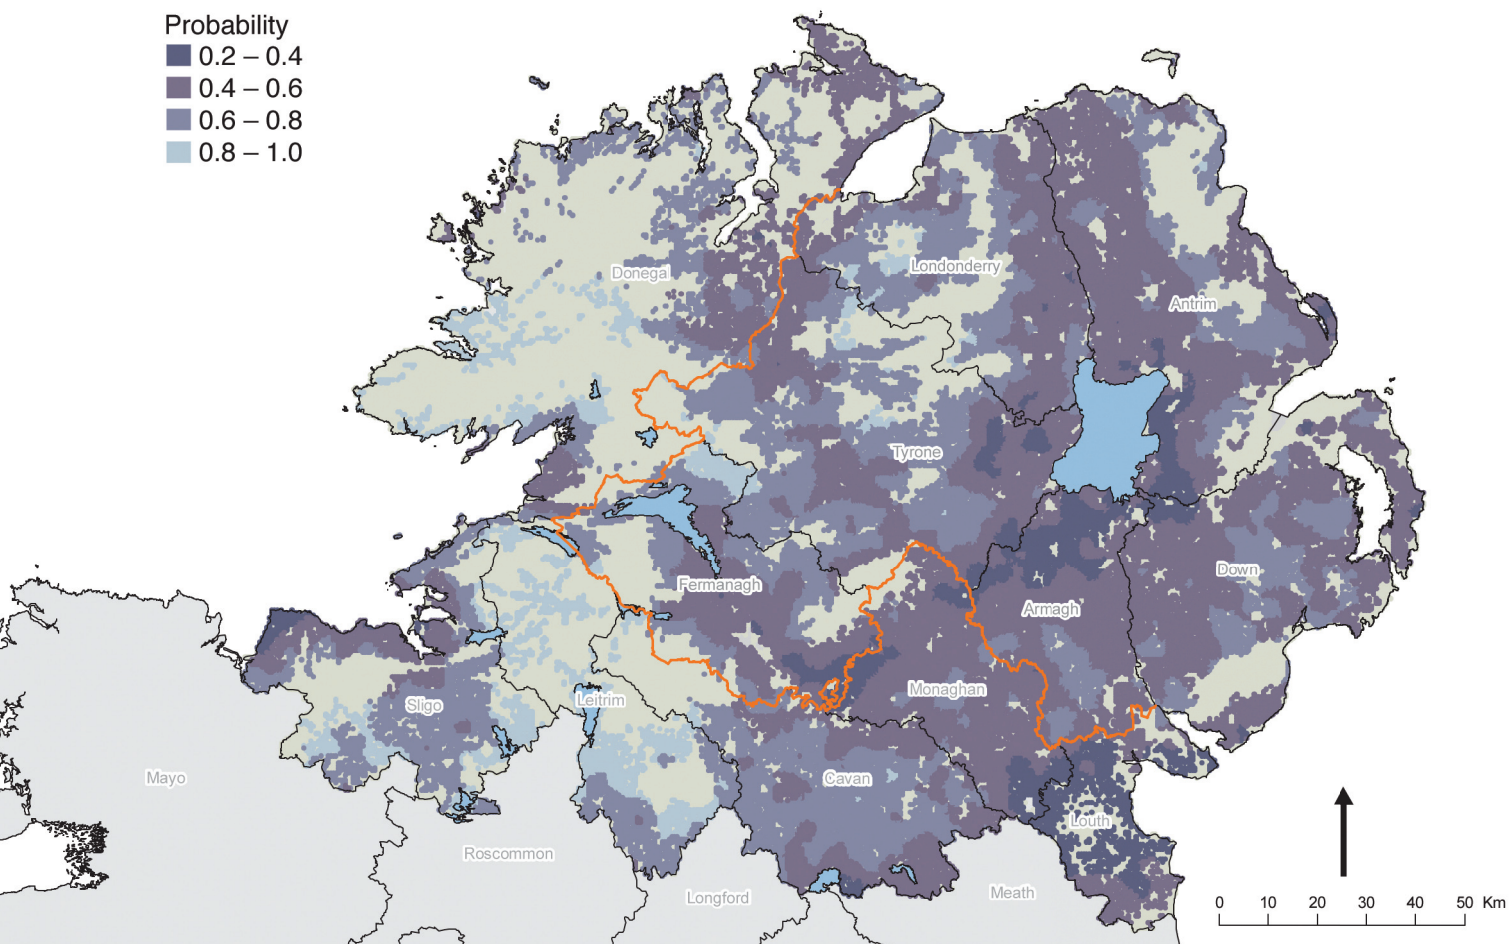 Probability
0.2 – 0.4
0.4 – 0.6
0.6 – 0.8
0.8 – 1.0
Donegal
Londonderry
Antrim
Tyrone
Fermanagh
Down
Armagh
Monaghan
Leitrim
Sligo
Mayo
Cavan
Louth
Roscommon
Longford
Meath
0 10 20 30 40 50 Km